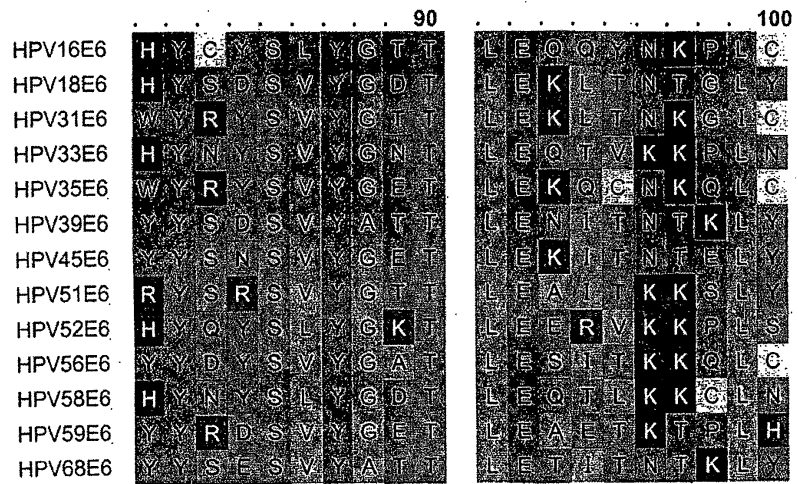 90 100
HPV16E6 H Y C Y S L Y G T T L E Q Q Y N K P L C
HPV18E6 H Y S D S V Y G D T L E K L T N T G L Y
HPV31E6 W Y R Y S V Y G T T L E K L T N K G I C
HPV33E6 H Y N Y S V Y G N T L E Q T V K K P L N
HPV35E6 W Y R Y S V Y G E T L E K Q C N K Q L C
HPV39E6 Y Y S D S V Y A T T L E N I T N T K L Y
HPV45E6 Y Y S N S V Y G E T L E K I T N T E L Y
HPV51E6 R Y S R S V Y G T T L E A I T K K S L Y
HPV52E6 H Y Q Y S L Y G K T L E E R V K K P L S
HPV56E6 Y Y D Y S V Y G A T L E S I T K K Q L C
HPV58E6 H Y N Y S L Y G D T L E Q T L K K C L N
HPV59E6 Y Y R D S V Y G E T L E A E T K T P L H
HPV68E6 Y Y S E S V Y A T T L E T I T N T K L Y